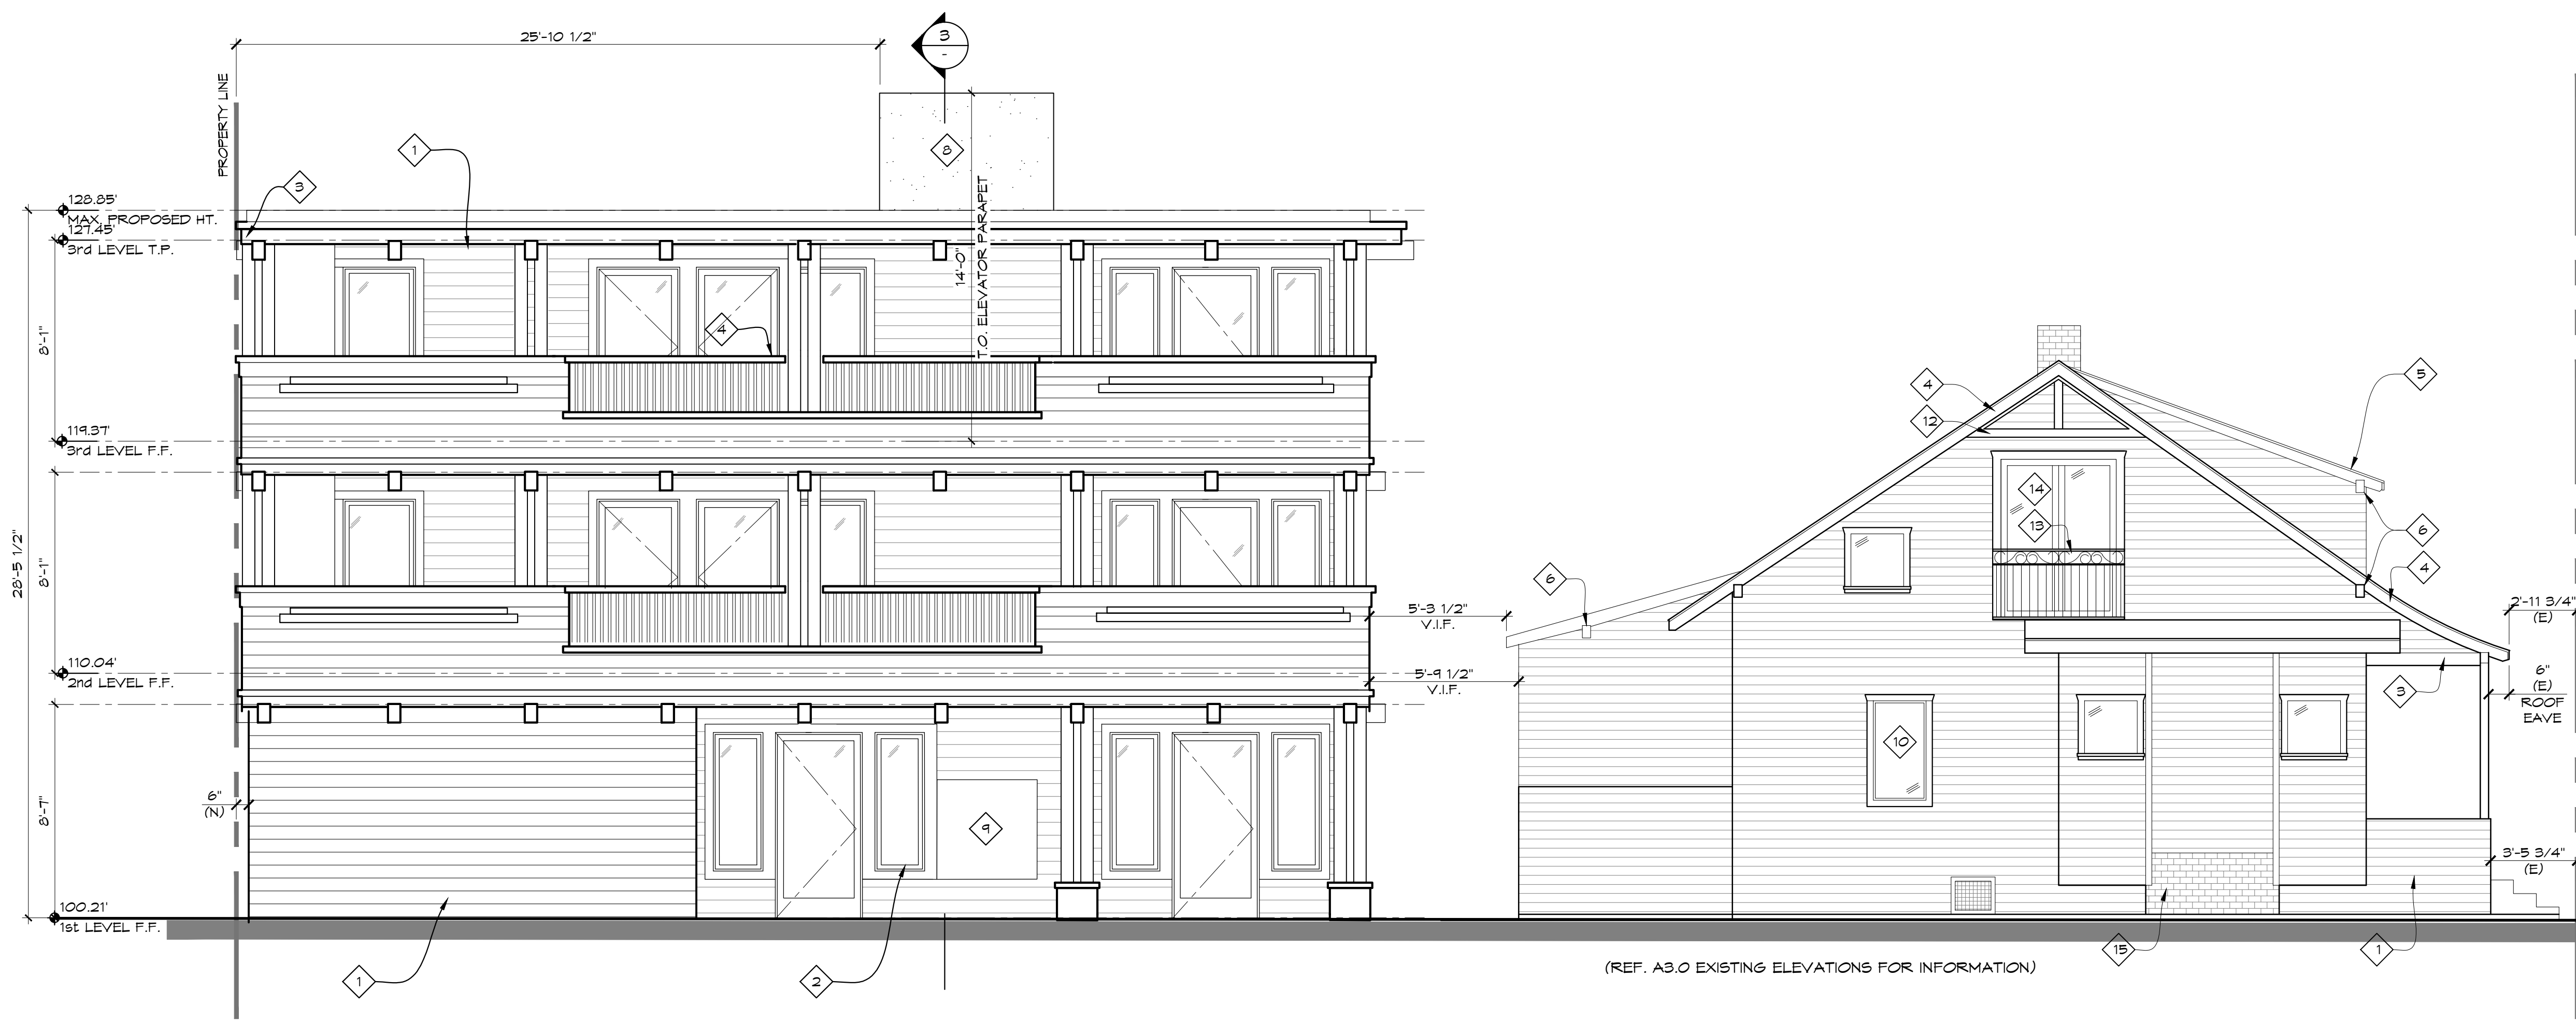 25'-10 1/2"
3
-
PROPERTY LINE
1
8
3
128.85'
MAX. PROPOSED HT.
127.45'
3rd LEVEL T.P.
14'-0"
T.O. ELEVATOR PARAPET
8'-1"
4
119.37'
3rd LEVEL F.F.
28'-5 1/2"
8'-1"
110.04'
2nd LEVEL F.F.
5'-3 1/2"
V.I.F.
5'-9 1/2"
V.I.F.
8'-7"
6"
(N)
9
100.21'
1st LEVEL F.F.
1
2
4
12
5
14
13
6
6
4
2'-11 3/4"
(E)
3
6"
(E)
ROOF
EAVE
10
3'-5 3/4"
(E)
15
1
(REF. A3.0 EXISTING ELEVATIONS FOR INFORMATION)